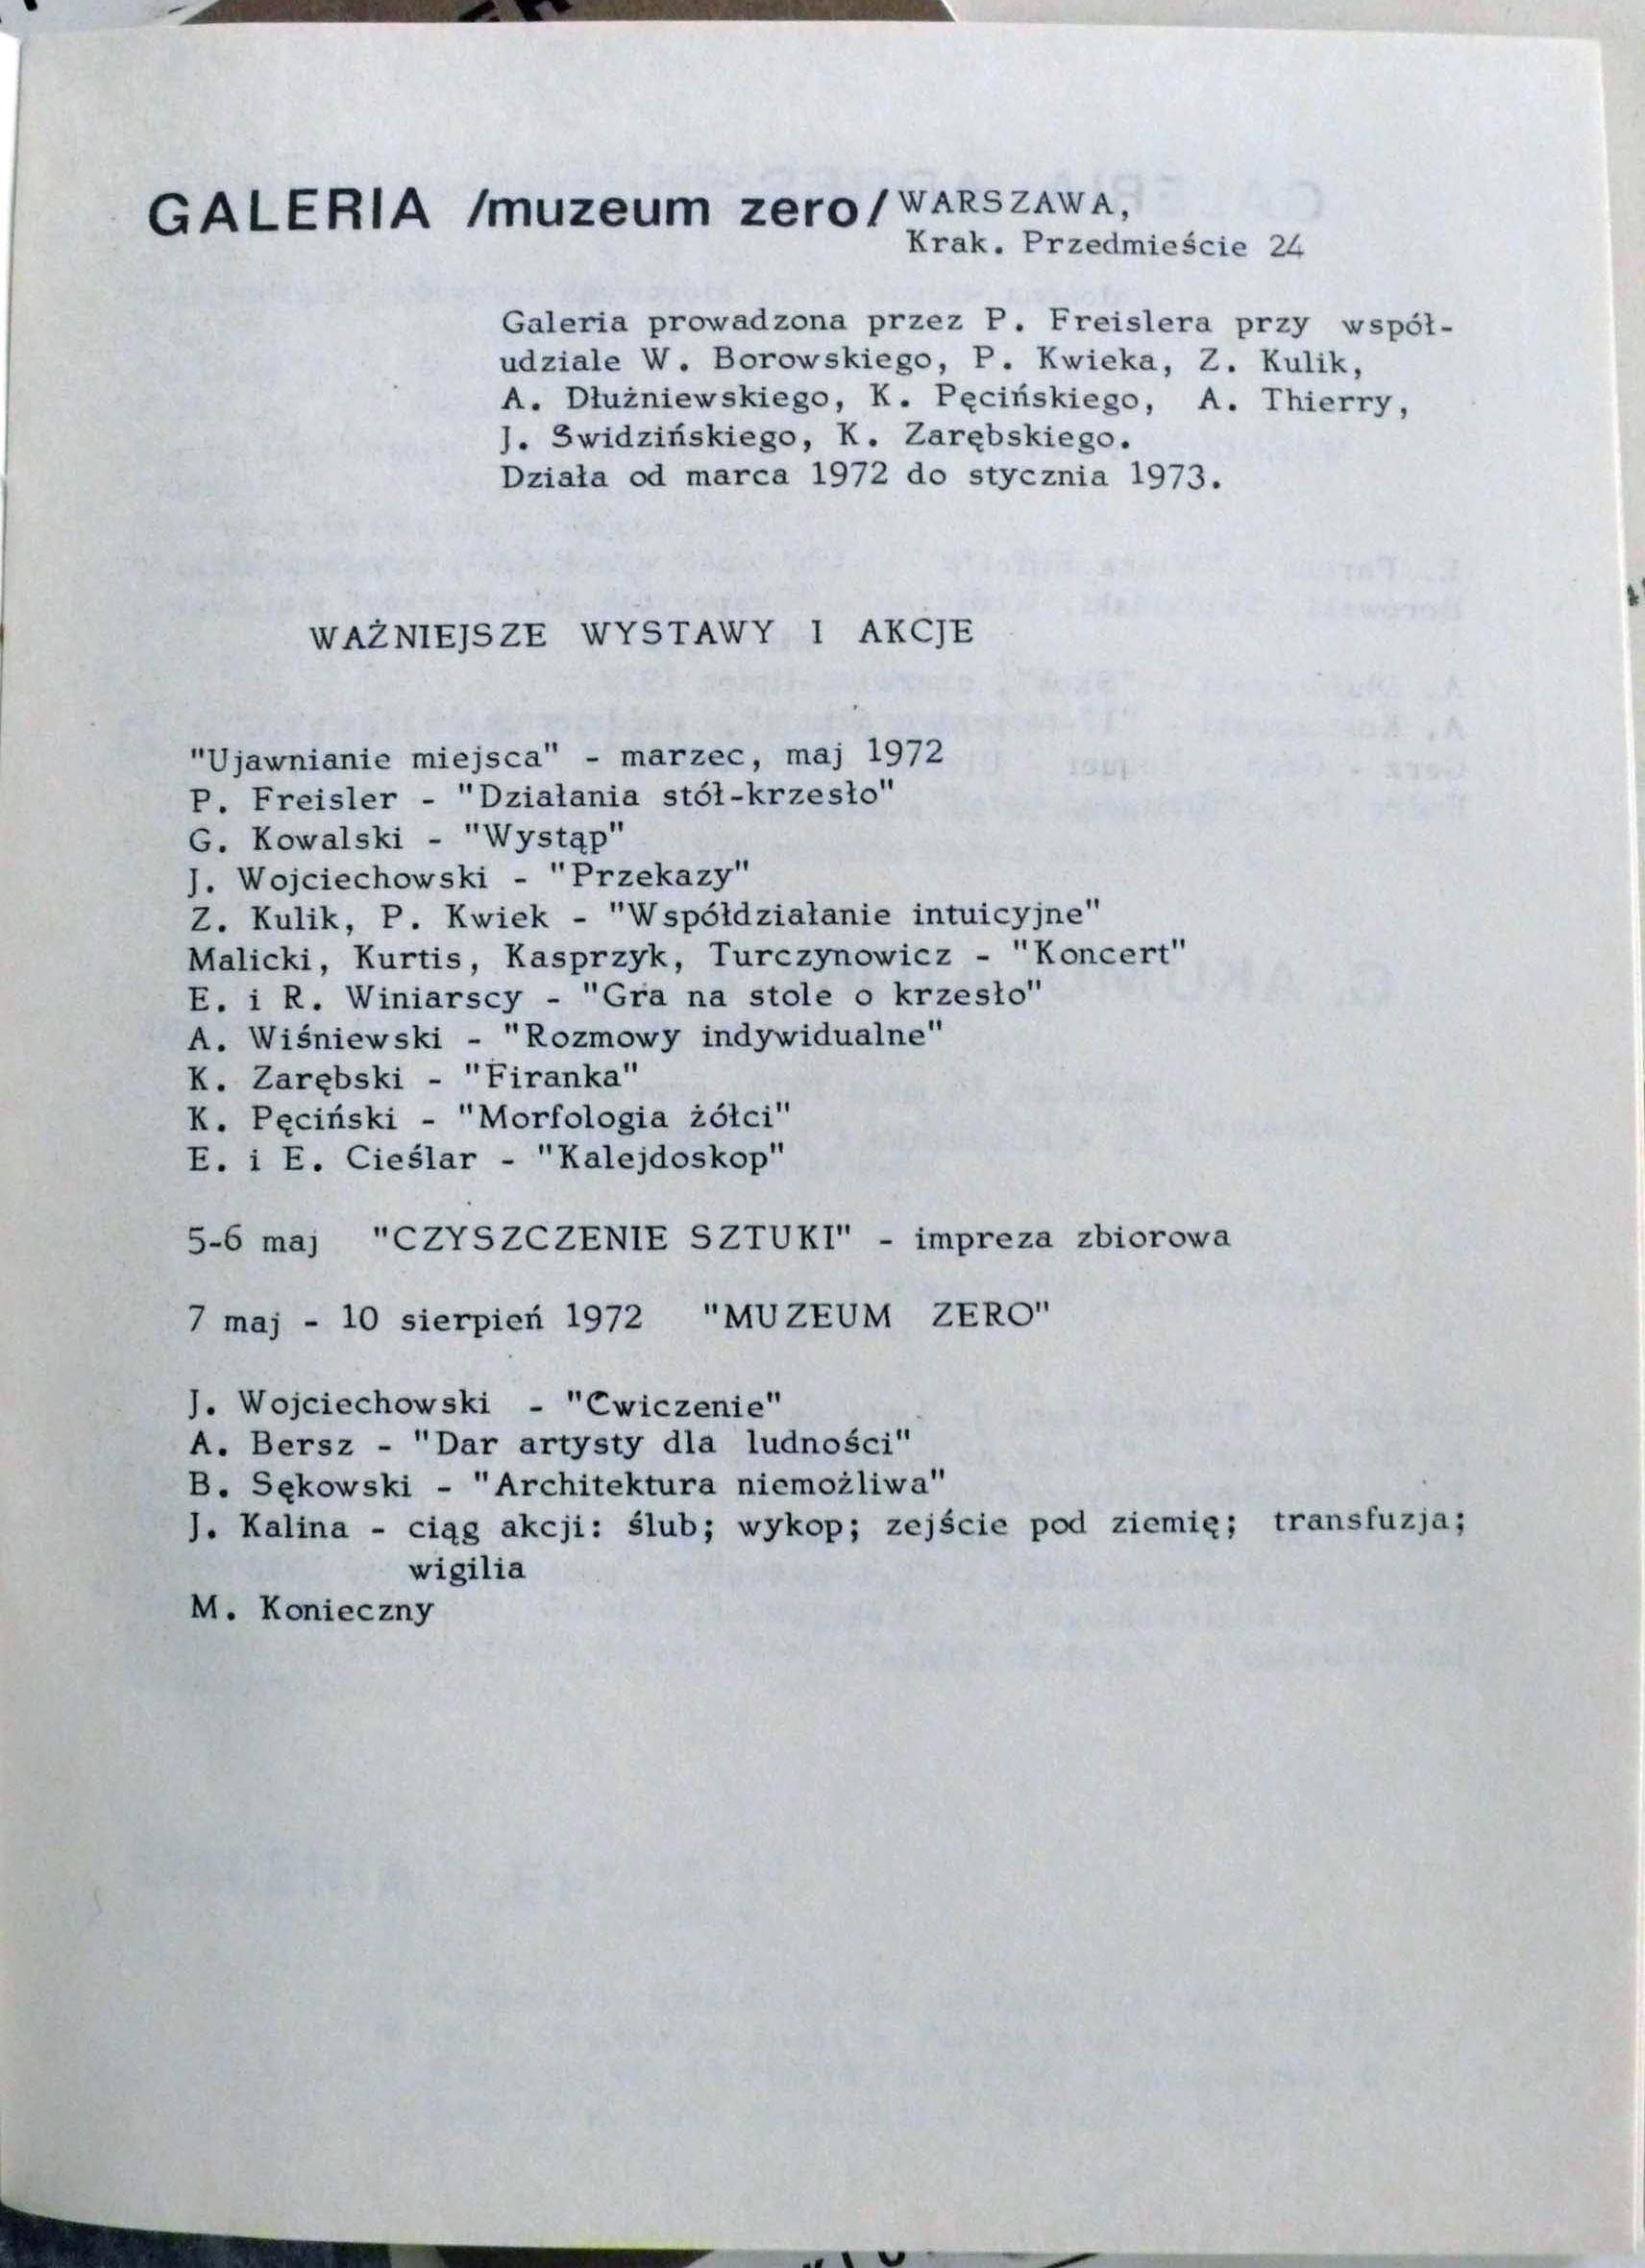 GALERIA /muzeum zero/ WARSZAWA,
Krak. Przedmieście 24
Galeria prowadzona przez P. Freislera przy współ-
udziale W. Borowskiego, P. Kwieka, Z. Kulik,
A. Dłużniewskiego, K. Pęcińskiego, A. Thierry,
J. Swidzińskiego, K. Zarębskiego.
Działa od marca 1972 do stycznia 1973.
WAŻNIEJSZE WYSTAWY I AKCJE
"Ujawnianie miejsca" - marzec, maj 1972
P. Freisler - "Działania stół-krzesło"
G. Kowalski - "Wystąp"
J. Wojciechowski - "Przekazy"
Z. Kulik, P. Kwiek - "Współdziałanie intuicyjne"
Malicki, Kurtis, Kasprzyk, Turczynowicz - "Koncert"
E. i R. Winiarscy - "Gra na stole o krzesło"
A. Wiśniewski - "Rozmowy indywidualne"
K. Zarębski - "Firanka"
K. Pęciński - "Morfologia żółci"
E. i E. Cieślar - "Kalejdoskop"
5-6 maj "CZYSZCZENIE SZTUKI" - impreza zbiorowa
7 maj - 10 sierpień 1972 "MUZEUM ZERO"
J. Wojciechowski - "Cwiczenie"
A. Bersz - "Dar artysty dla ludności"
B. Sękowski - "Architektura niemożliwa"
J. Kalina - ciąg akcji: ślub; wykop; zejście pod ziemię; transfuzja;
wigilia
M. Konieczny